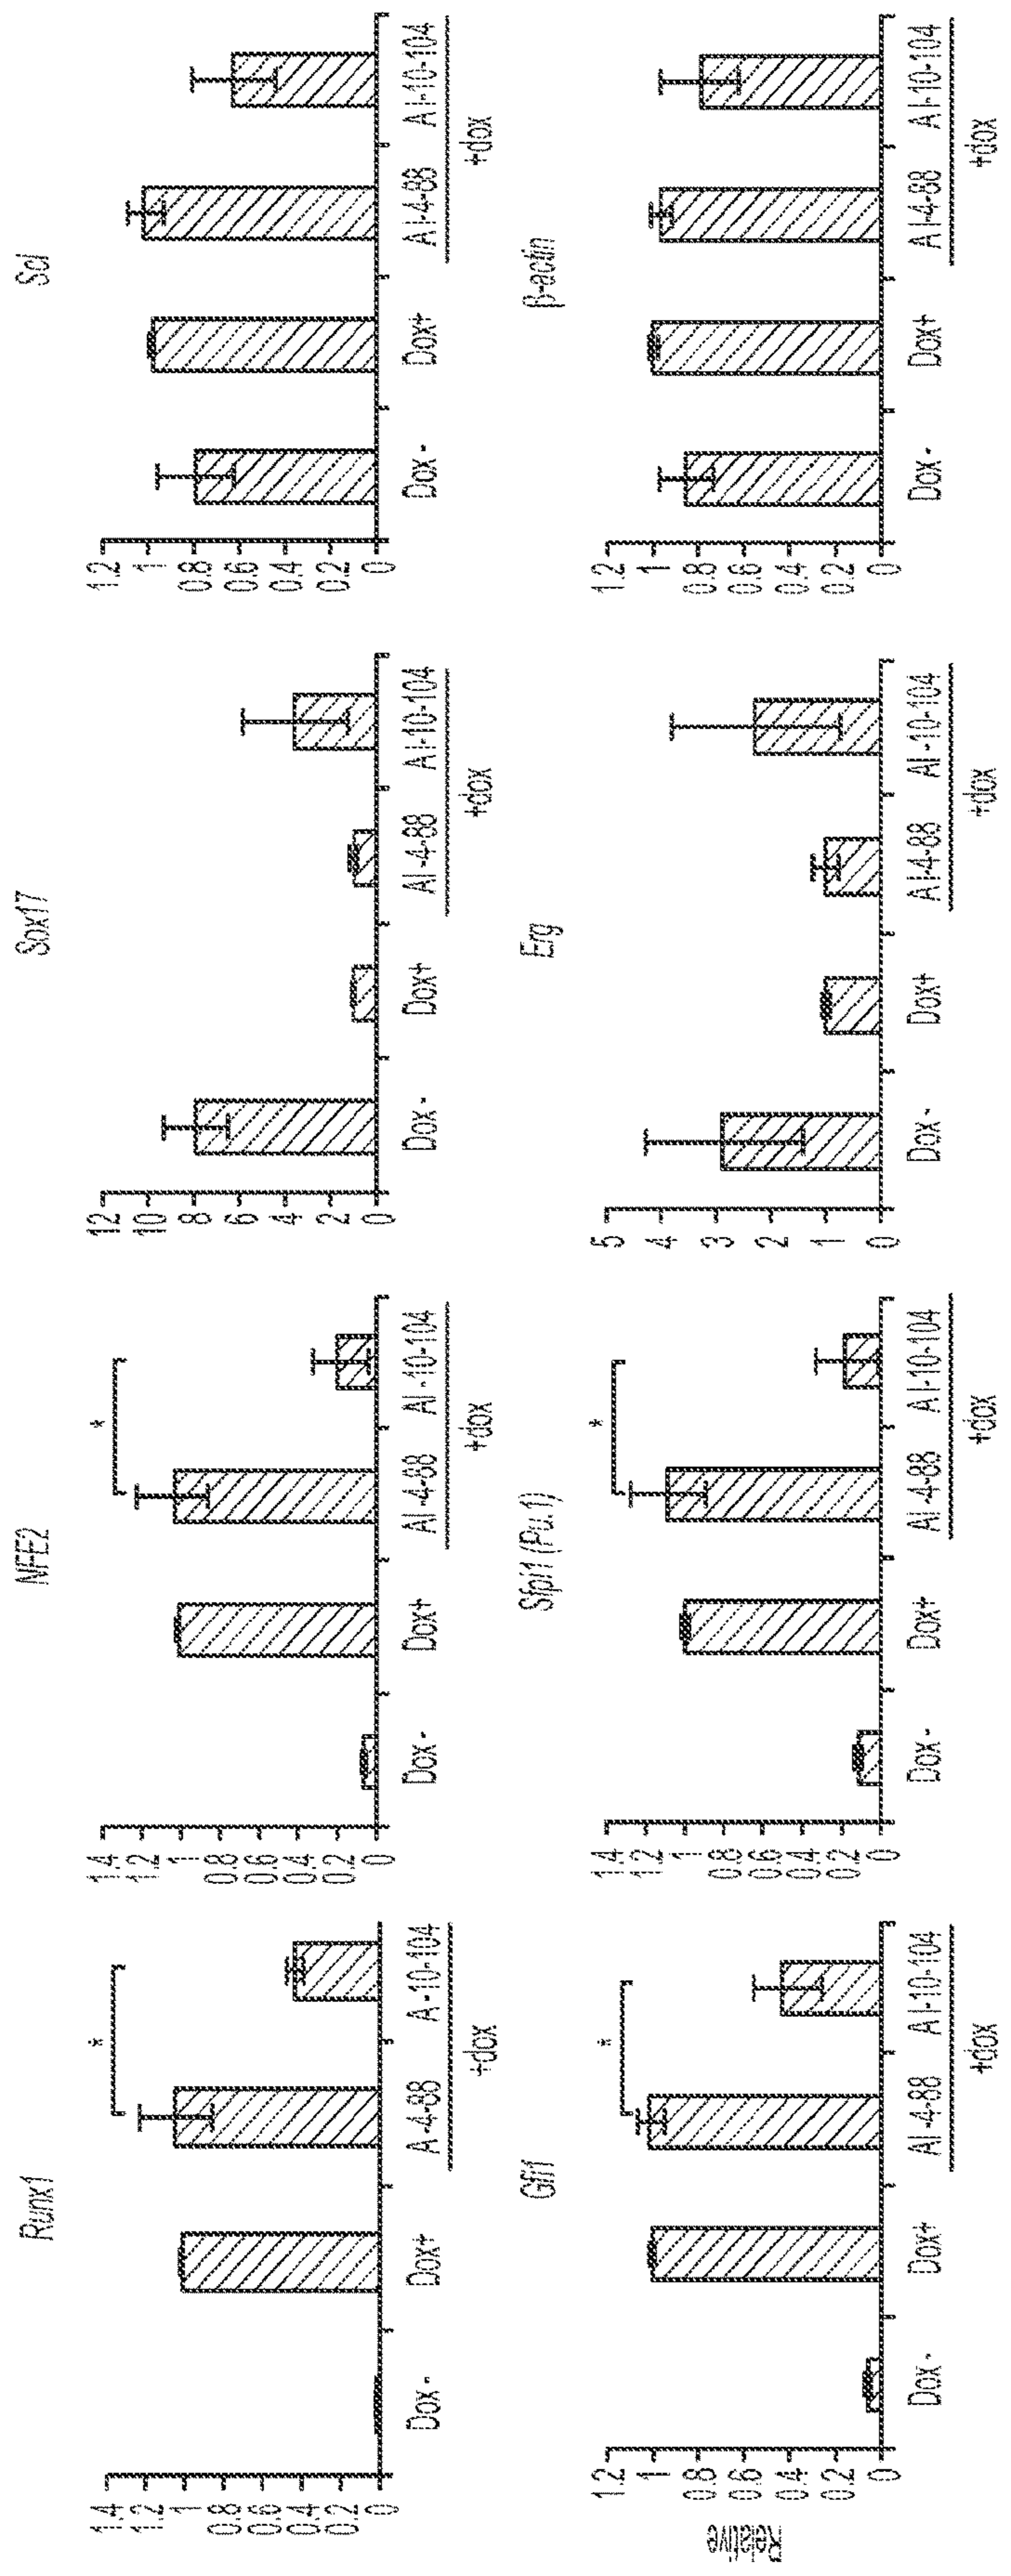 Runx1
1.4
1.2
1
0.8
0.6
0.4
0.2
0
Dox - Dox+ A-4-88 A-10-104
+dox
*
NFE2
1.4
1.2
1
0.8
0.6
0.4
0.2
0
Dox - Dox+ AI-4-88 AI-10-104
+dox
*
Sox17
12
10
8
6
4
2
0
Dox - Dox+ AI-4-88 AI-10-104
+dox
Scl
1.2
1
0.8
0.6
0.4
0.2
0
Dox - Dox+ AI-4-88 AI-10-104
+dox
Gfi1
Relative
1.2
1
0.8
0.6
0.4
0.2
0
Dox - Dox+ AI-4-88 AI-10-104
+dox
*
Sfpi1 (Pu.1)
1.4
1.2
1
0.8
0.6
0.4
0.2
0
Dox - Dox+ AI-4-88 AI-10-104
+dox
*
Erg
5
4
3
2
1
0
Dox - Dox+ AI-4-88 AI-10-104
+dox
β-actin
1.2
1
0.8
0.6
0.4
0.2
0
Dox - Dox+ AI-4-88 AI-10-104
+dox